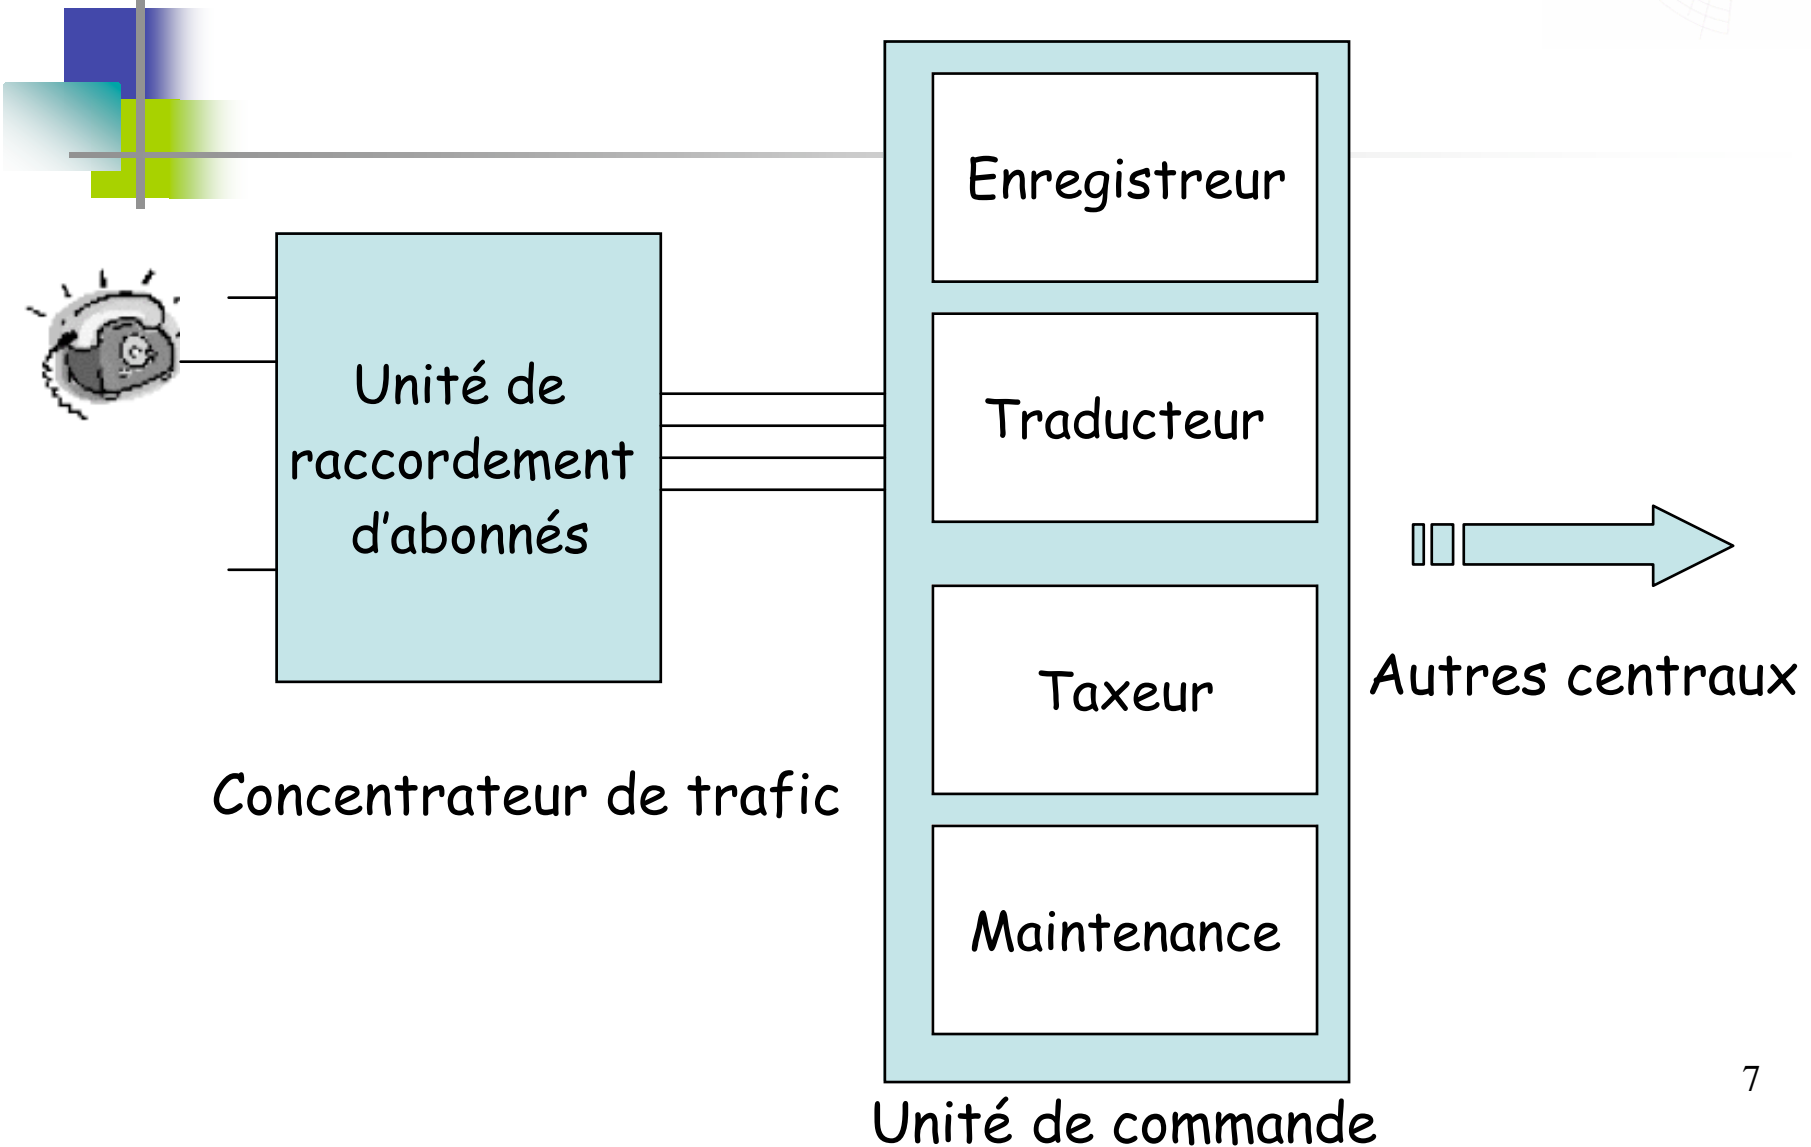 Enregistreur
Unité de
raccordement
d’abonnés
Traducteur
Taxeur
Autres centraux
Concentrateur de trafic
Maintenance
7
Unité de commande